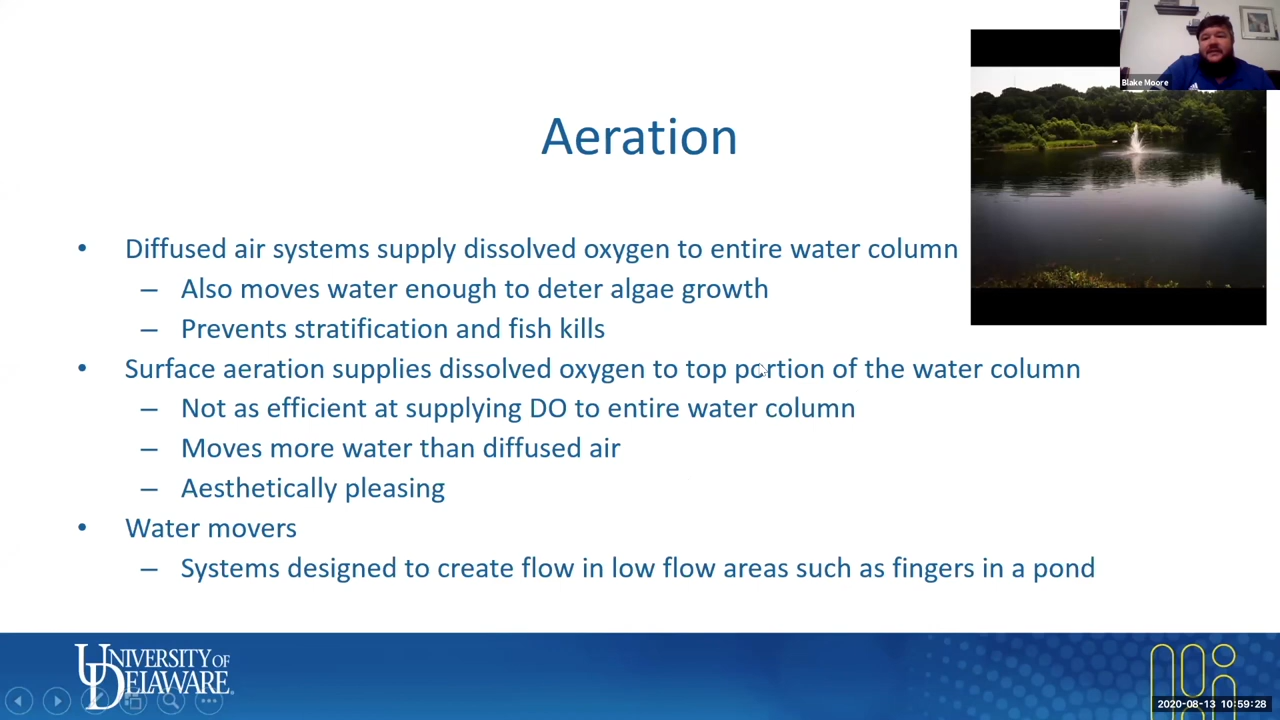 Blake Moore
Aeration
• Diffused air systems supply dissolved oxygen to entire water column
– Also moves water enough to deter algae growth
– Prevents stratification and fish kills
• Surface aeration supplies dissolved oxygen to top portion of the water column
– Not as efficient at supplying DO to entire water column
– Moves more water than diffused air
– Aesthetically pleasing
• Water movers
– Systems designed to create flow in low flow areas such as fingers in a pond
UNIVERSITY OF
DELAWARE
2020-08-13 10:59:28